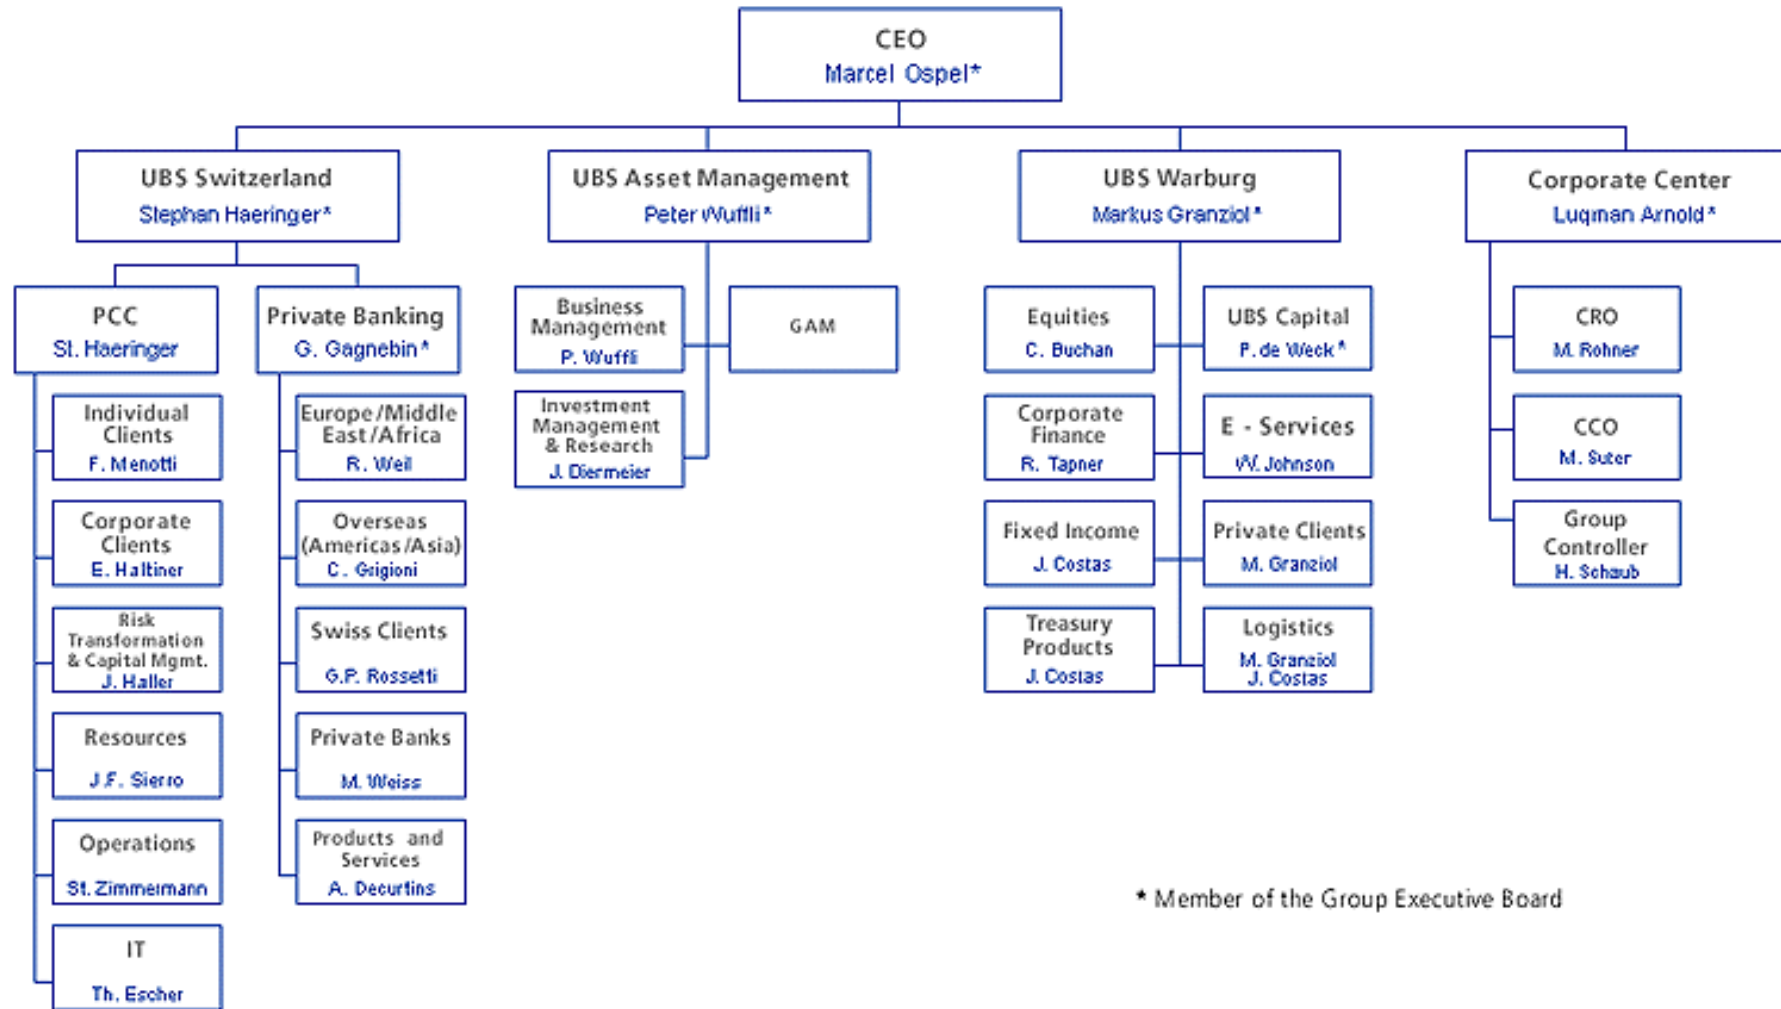 CEO
Marcel Ospel*
UBS Switzerland
Stephan Haeringer*
UBS Asset Management
Peter Wuffli*
UBS Warburg
Markus Granziol*
Corporate Center
Luqman Arnold*
PCC
St. Haeringer
Individual
Clients
F. Menotti
Corporate
Clients
E. Haltiner
Risk
Transformation
& Capital Mgmt.
J. Haller
Resources
J.F. Sierro
Operations
St. Zimmermann
IT
Th. Escher
Private Banking
G. Gagnebin*
Europe/Middle
East/Africa
R. Weil
Overseas
(Americas/Asia)
C. Grigioni
Swiss Clients
G.P. Rossetti
Private Banks
M. Weiss
Products and
Services
A. Decurtins
Business
Management
P. Wuffli
GAM
Investment
Management
& Research
J. Diermeier
Equities
C. Buchan
UBS Capital
P. de Weck*
Corporate
Finance
R. Tapner
E - Services
W. Johnson
Fixed Income
J. Costas
Private Clients
M. Granziol
Treasury
Products
J. Costas
Logistics
M. Granziol
J. Costas
CRO
M. Rohner
CCO
M. Suter
Group
Controller
H. Schaub
* Member of the Group Executive Board